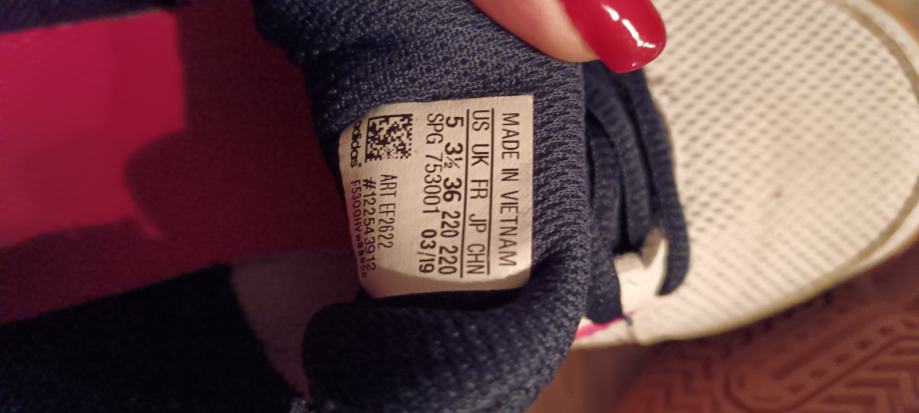 MADE IN VIETNAM
US UK FR JP CHN
5 3½ 36 220 220
SPG 753001 03/19
ART EF2622
#122543912
adidas